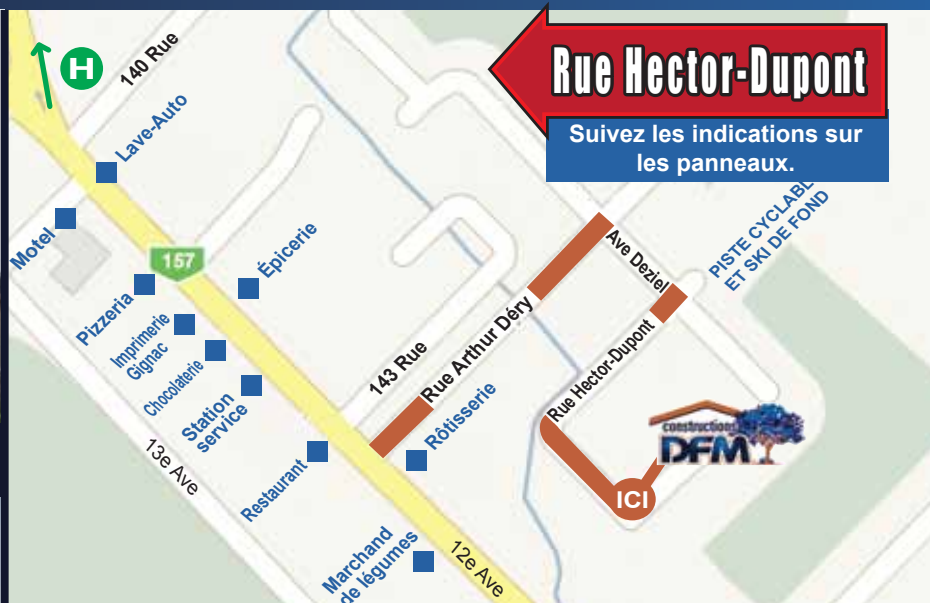 Rue Hector-Dupont
Suivez les indications sur
les panneaux.
H
140 Rue
Lave-Auto
Motel
157
Épicerie
Pizzeria
Imprimerie
Gignac
Chocolaterie
Station
service
13e Ave
Restaurant
143 Rue
Rue Arthur Déry
Rôtisserie
Marchand
de légumes
12e Ave
Ave Deziel
Rue Hector-Dupont
PISTE CYCLABLE
ET SKI DE FOND
constructions
DFM
ICI